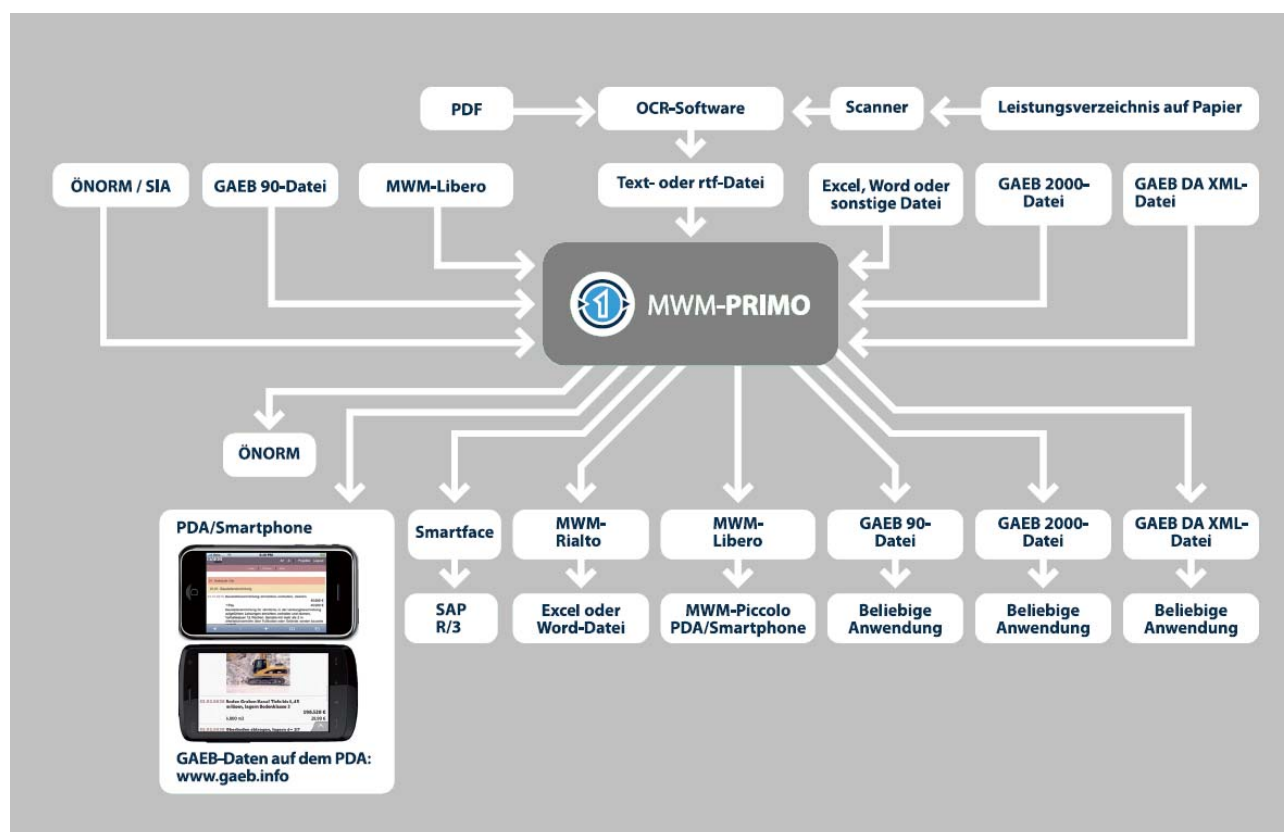 PDF
OCR-Software
Scanner
Leistungsverzeichnis auf Papier
ÖNORM / SIA
GAEB 90-Datei
MWM-Libero
Text- oder rtf-Datei
Excel, Word oder
sonstige Datei
GAEB 2000-
Datei
GAEB DA XML-
Datei
1 MWM-PRIMO
ÖNORM
PDA/Smartphone
GAEB-Daten auf dem PDA:
www.gaeb.info
Smartface
SAP
R/3
MWM-
Rialto
Excel oder
Word-Datei
MWM-
Libero
MWM-Piccolo
PDA/Smartphone
GAEB 90-
Datei
Beliebige
Anwendung
GAEB 2000-
Datei
Beliebige
Anwendung
GAEB DA XML-
Datei
Beliebige
Anwendung